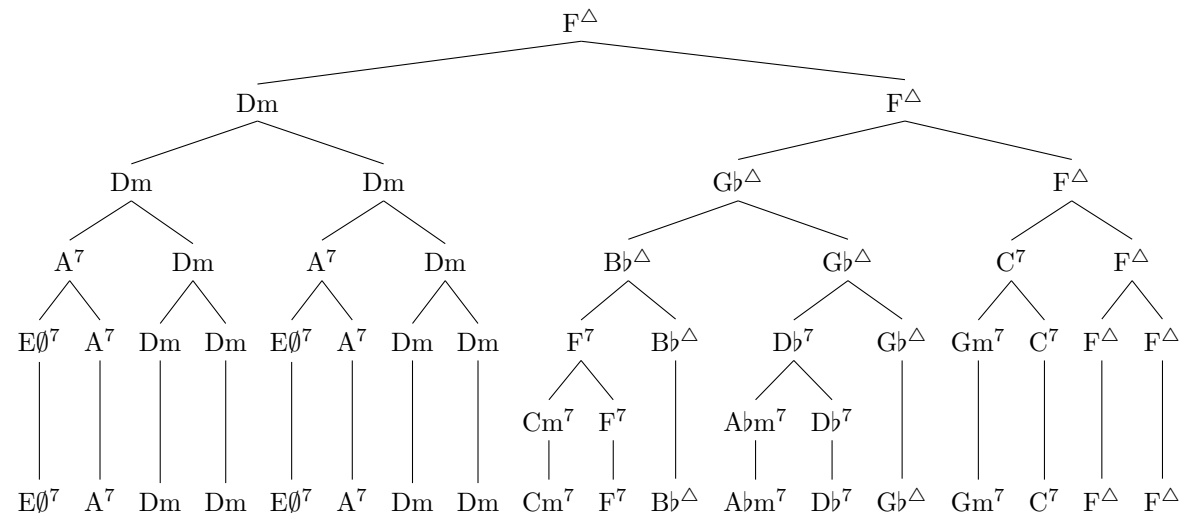 F△
Dm F△
Dm Dm G♭△ F△
A⁷ Dm A⁷ Dm B♭△ G♭△ C⁷ F△
E∅⁷ A⁷ Dm Dm E∅⁷ A⁷ Dm Dm F⁷ B♭△ D♭⁷ G♭△ Gm⁷ C⁷ F△ F△
Cm⁷ F⁷ A♭m⁷ D♭⁷
E∅⁷ A⁷ Dm Dm E∅⁷ A⁷ Dm Dm Cm⁷ F⁷ B♭△ A♭m⁷ D♭⁷ G♭△ Gm⁷ C⁷ F△ F△